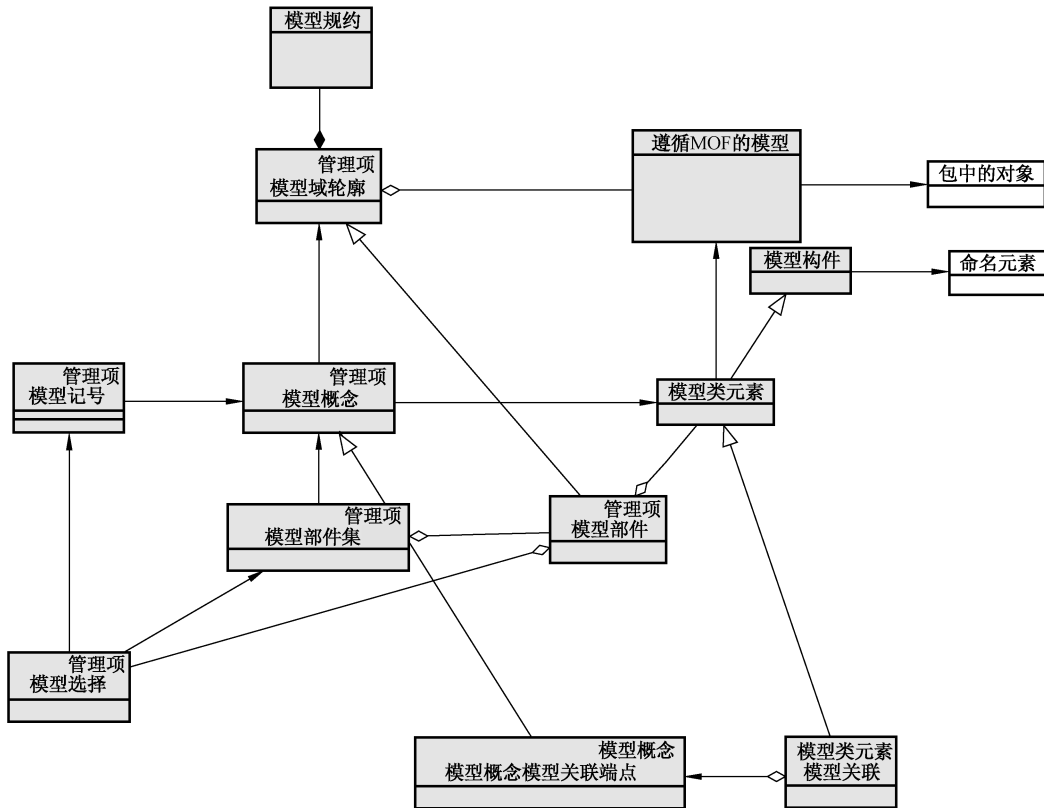 模型规约
管理项
模型域轮廓
遵循MOF的模型
包中的对象
模型构件
命名元素
管理项
模型记号
管理项
模型概念
模型类元素
管理项
模型部件集
管理项
模型部件
管理项
模型选择
模型概念
模型概念模型关联端点
模型类元素
模型关联